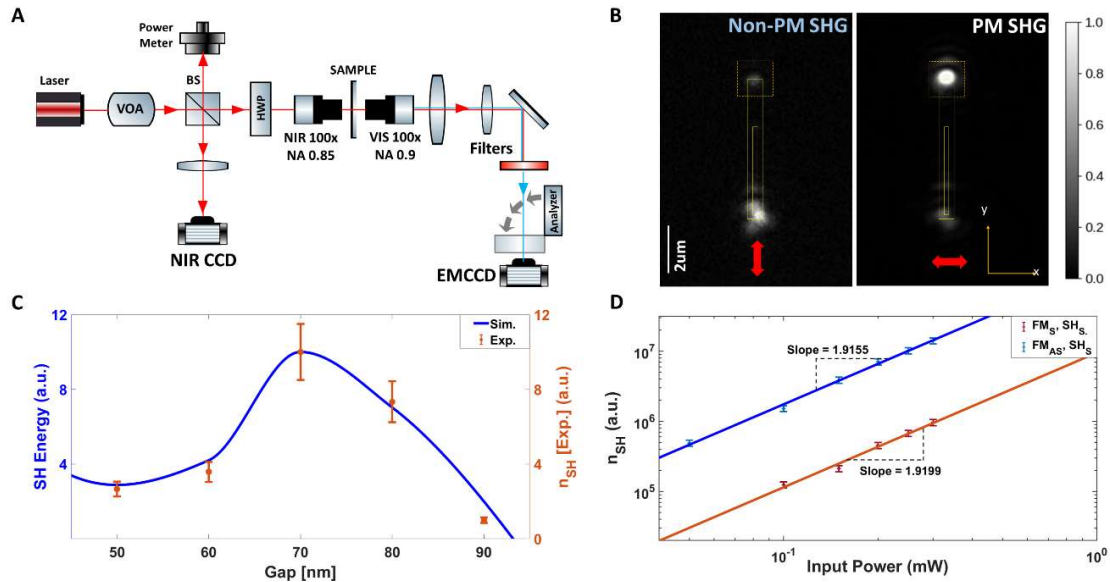 A
Power
Meter
Laser
BS
VOA
HWP
SAMPLE
NIR 100x
NA 0.85
VIS 100x
NA 0.9
Filters
Analyzer
NIR CCD
EMCCD
B
Non-PM SHG
PM SHG
2um
y
x
1.0
0.8
0.6
0.4
0.2
0.0
C
12
8
4
SH Energy (a.u.)
Sim.
Exp.
12
8
4
0
n_SH [Exp.] (a.u.)
50 60 70 80 90
Gap [nm]
D
10^7
10^6
10^5
n_SH (a.u.)
Slope = 1.9155
Slope = 1.9199
FM_S, SH_S.
FM_AS, SH_S
10^-1 10^0
Input Power (mW)